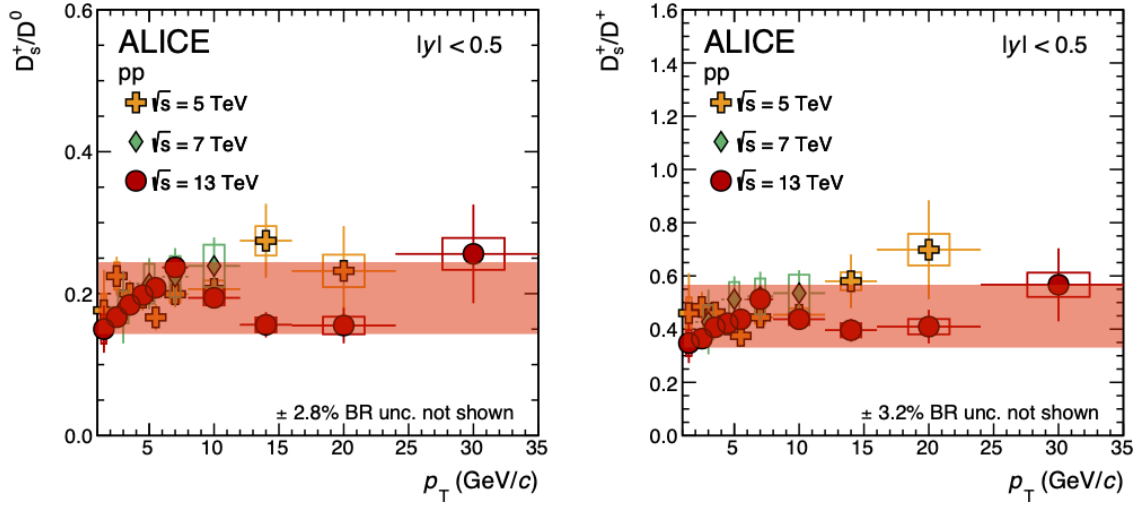 D_s^+/D^0
0.6
0.4
0.2
0.0
ALICE
|y| < 0.5
pp
√s = 5 TeV
√s = 7 TeV
√s = 13 TeV
± 2.8% BR unc. not shown
5 10 15 20 25 30 35
p_T (GeV/c)
D_s^+/D^+
1.6
1.4
1.2
1.0
0.8
0.6
0.4
0.2
0.0
ALICE
|y| < 0.5
pp
√s = 5 TeV
√s = 7 TeV
√s = 13 TeV
± 3.2% BR unc. not shown
5 10 15 20 25 30 35
p_T (GeV/c)